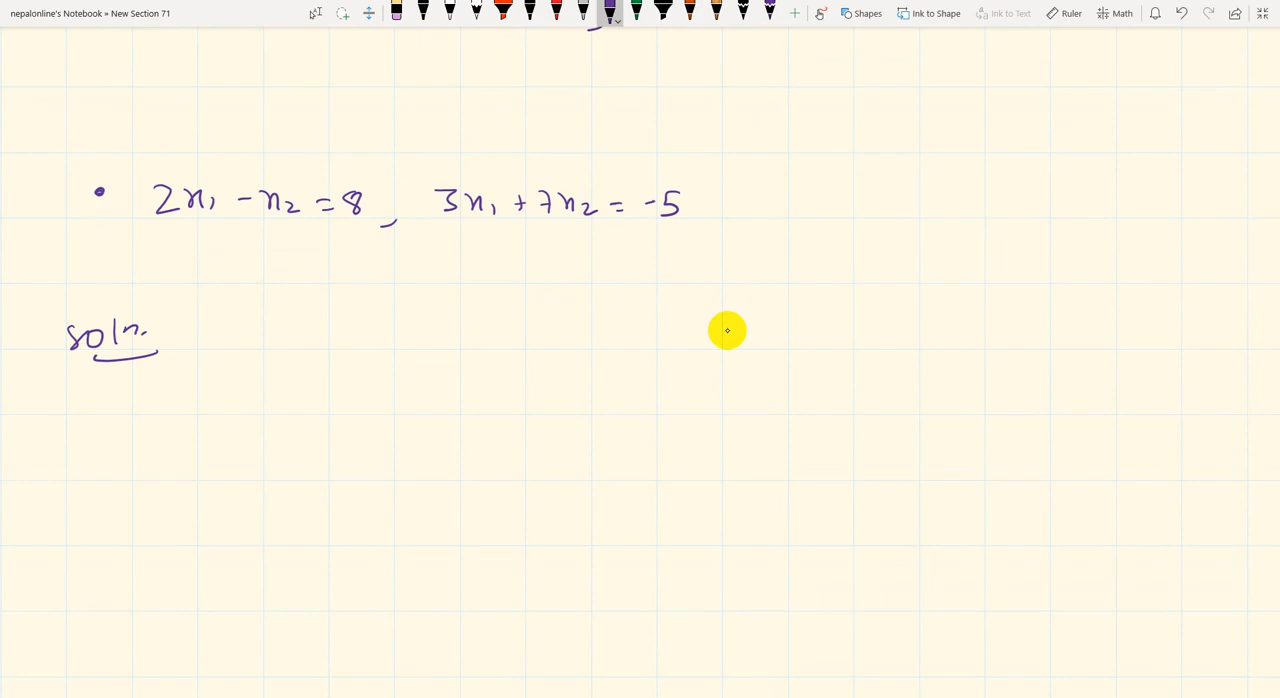 nepalonline's Notebook » New Section 71
Shapes Ink to Shape Ink to Text Ruler Math
• 2x₁ - x₂ = 8, 3x₁ + 7x₂ = -5
soln.